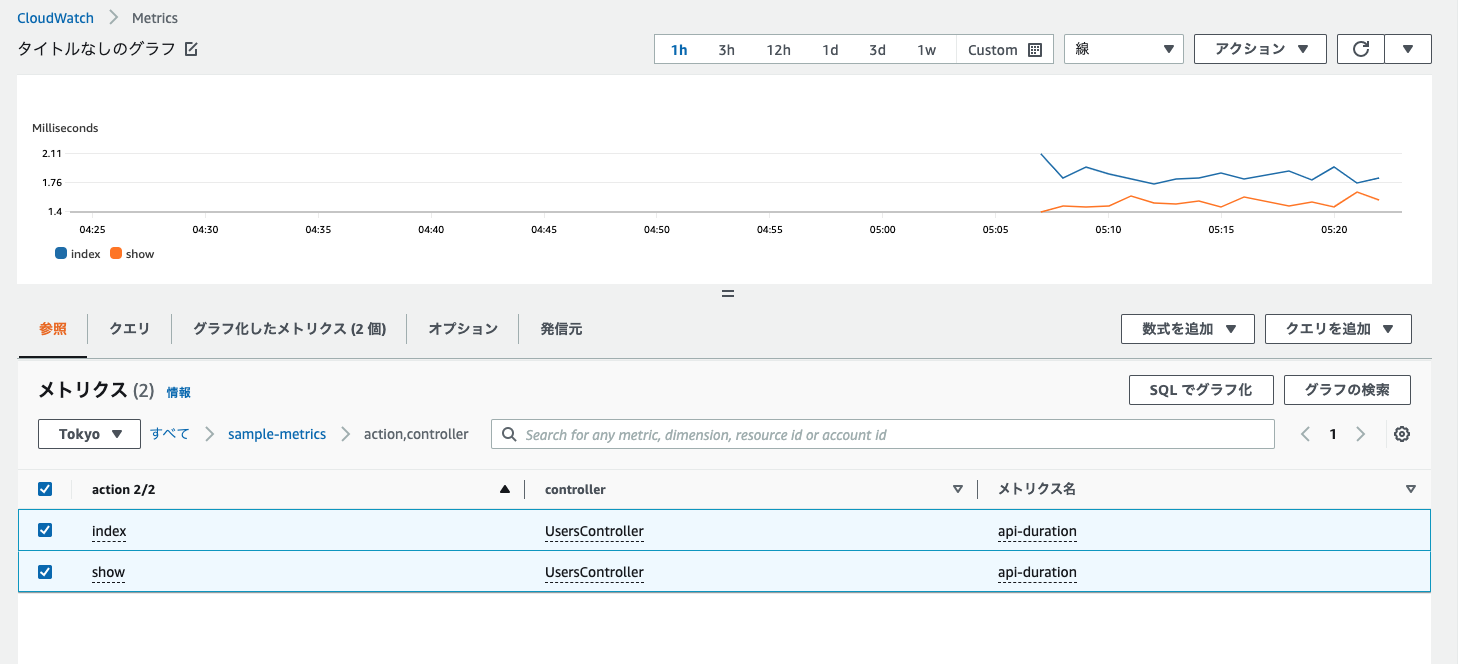 CloudWatch Metrics
タイトルなしのグラフ
1h 3h 12h 1d 3d 1w Custom 線 アクション
Milliseconds
2.11
1.76
1.4
04:25 04:30 04:35 04:40 04:45 04:50 04:55 05:00 05:05 05:10 05:15 05:20
index show
参照 クエリ グラフ化したメトリクス (2 個) オプション 発信元 数式を追加 クエリを追加
メトリクス (2) 情報 SQL でグラフ化 グラフの検索
Tokyo すべて sample-metrics action,controller Search for any metric, dimension, resource id or account id 1
action 2/2 controller メトリクス名
index UsersController api-duration
show UsersController api-duration